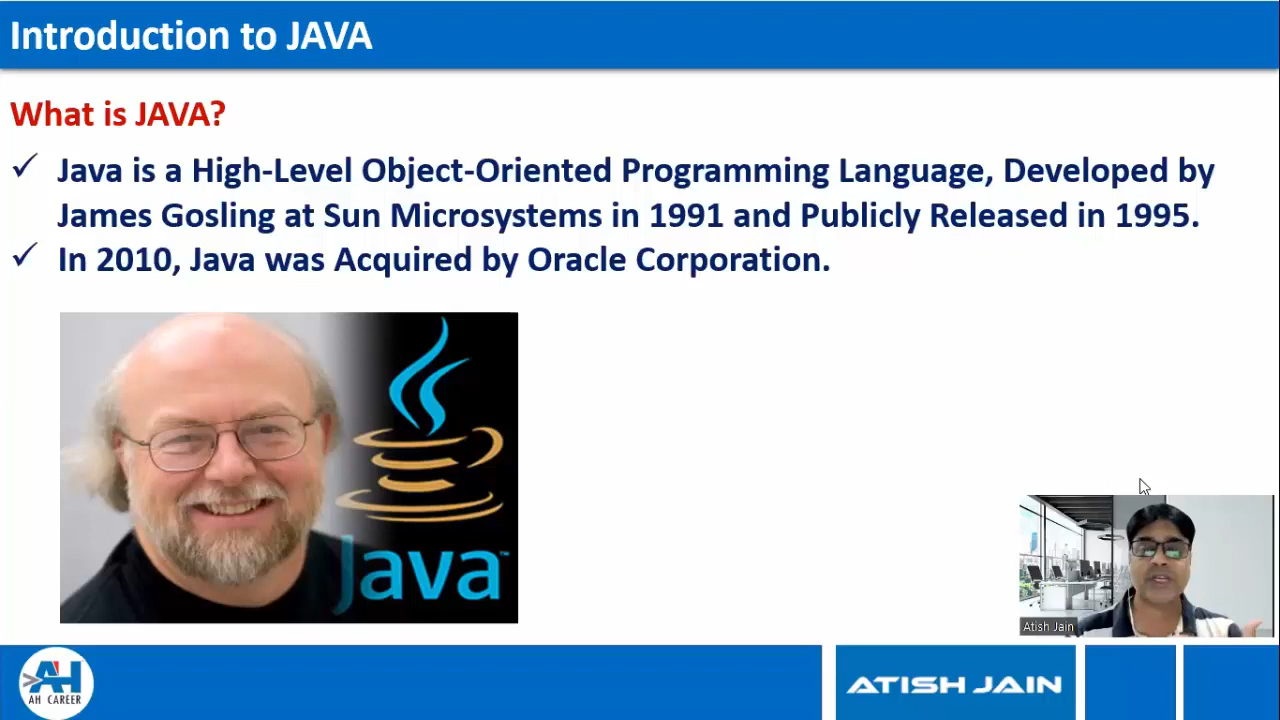 Introduction to JAVA
What is JAVA?
✓ Java is a High-Level Object-Oriented Programming Language, Developed by
James Gosling at Sun Microsystems in 1991 and Publicly Released in 1995.
✓ In 2010, Java was Acquired by Oracle Corporation.
Java™
Atish Jain
AH
AH CAREER
ATISH JAIN